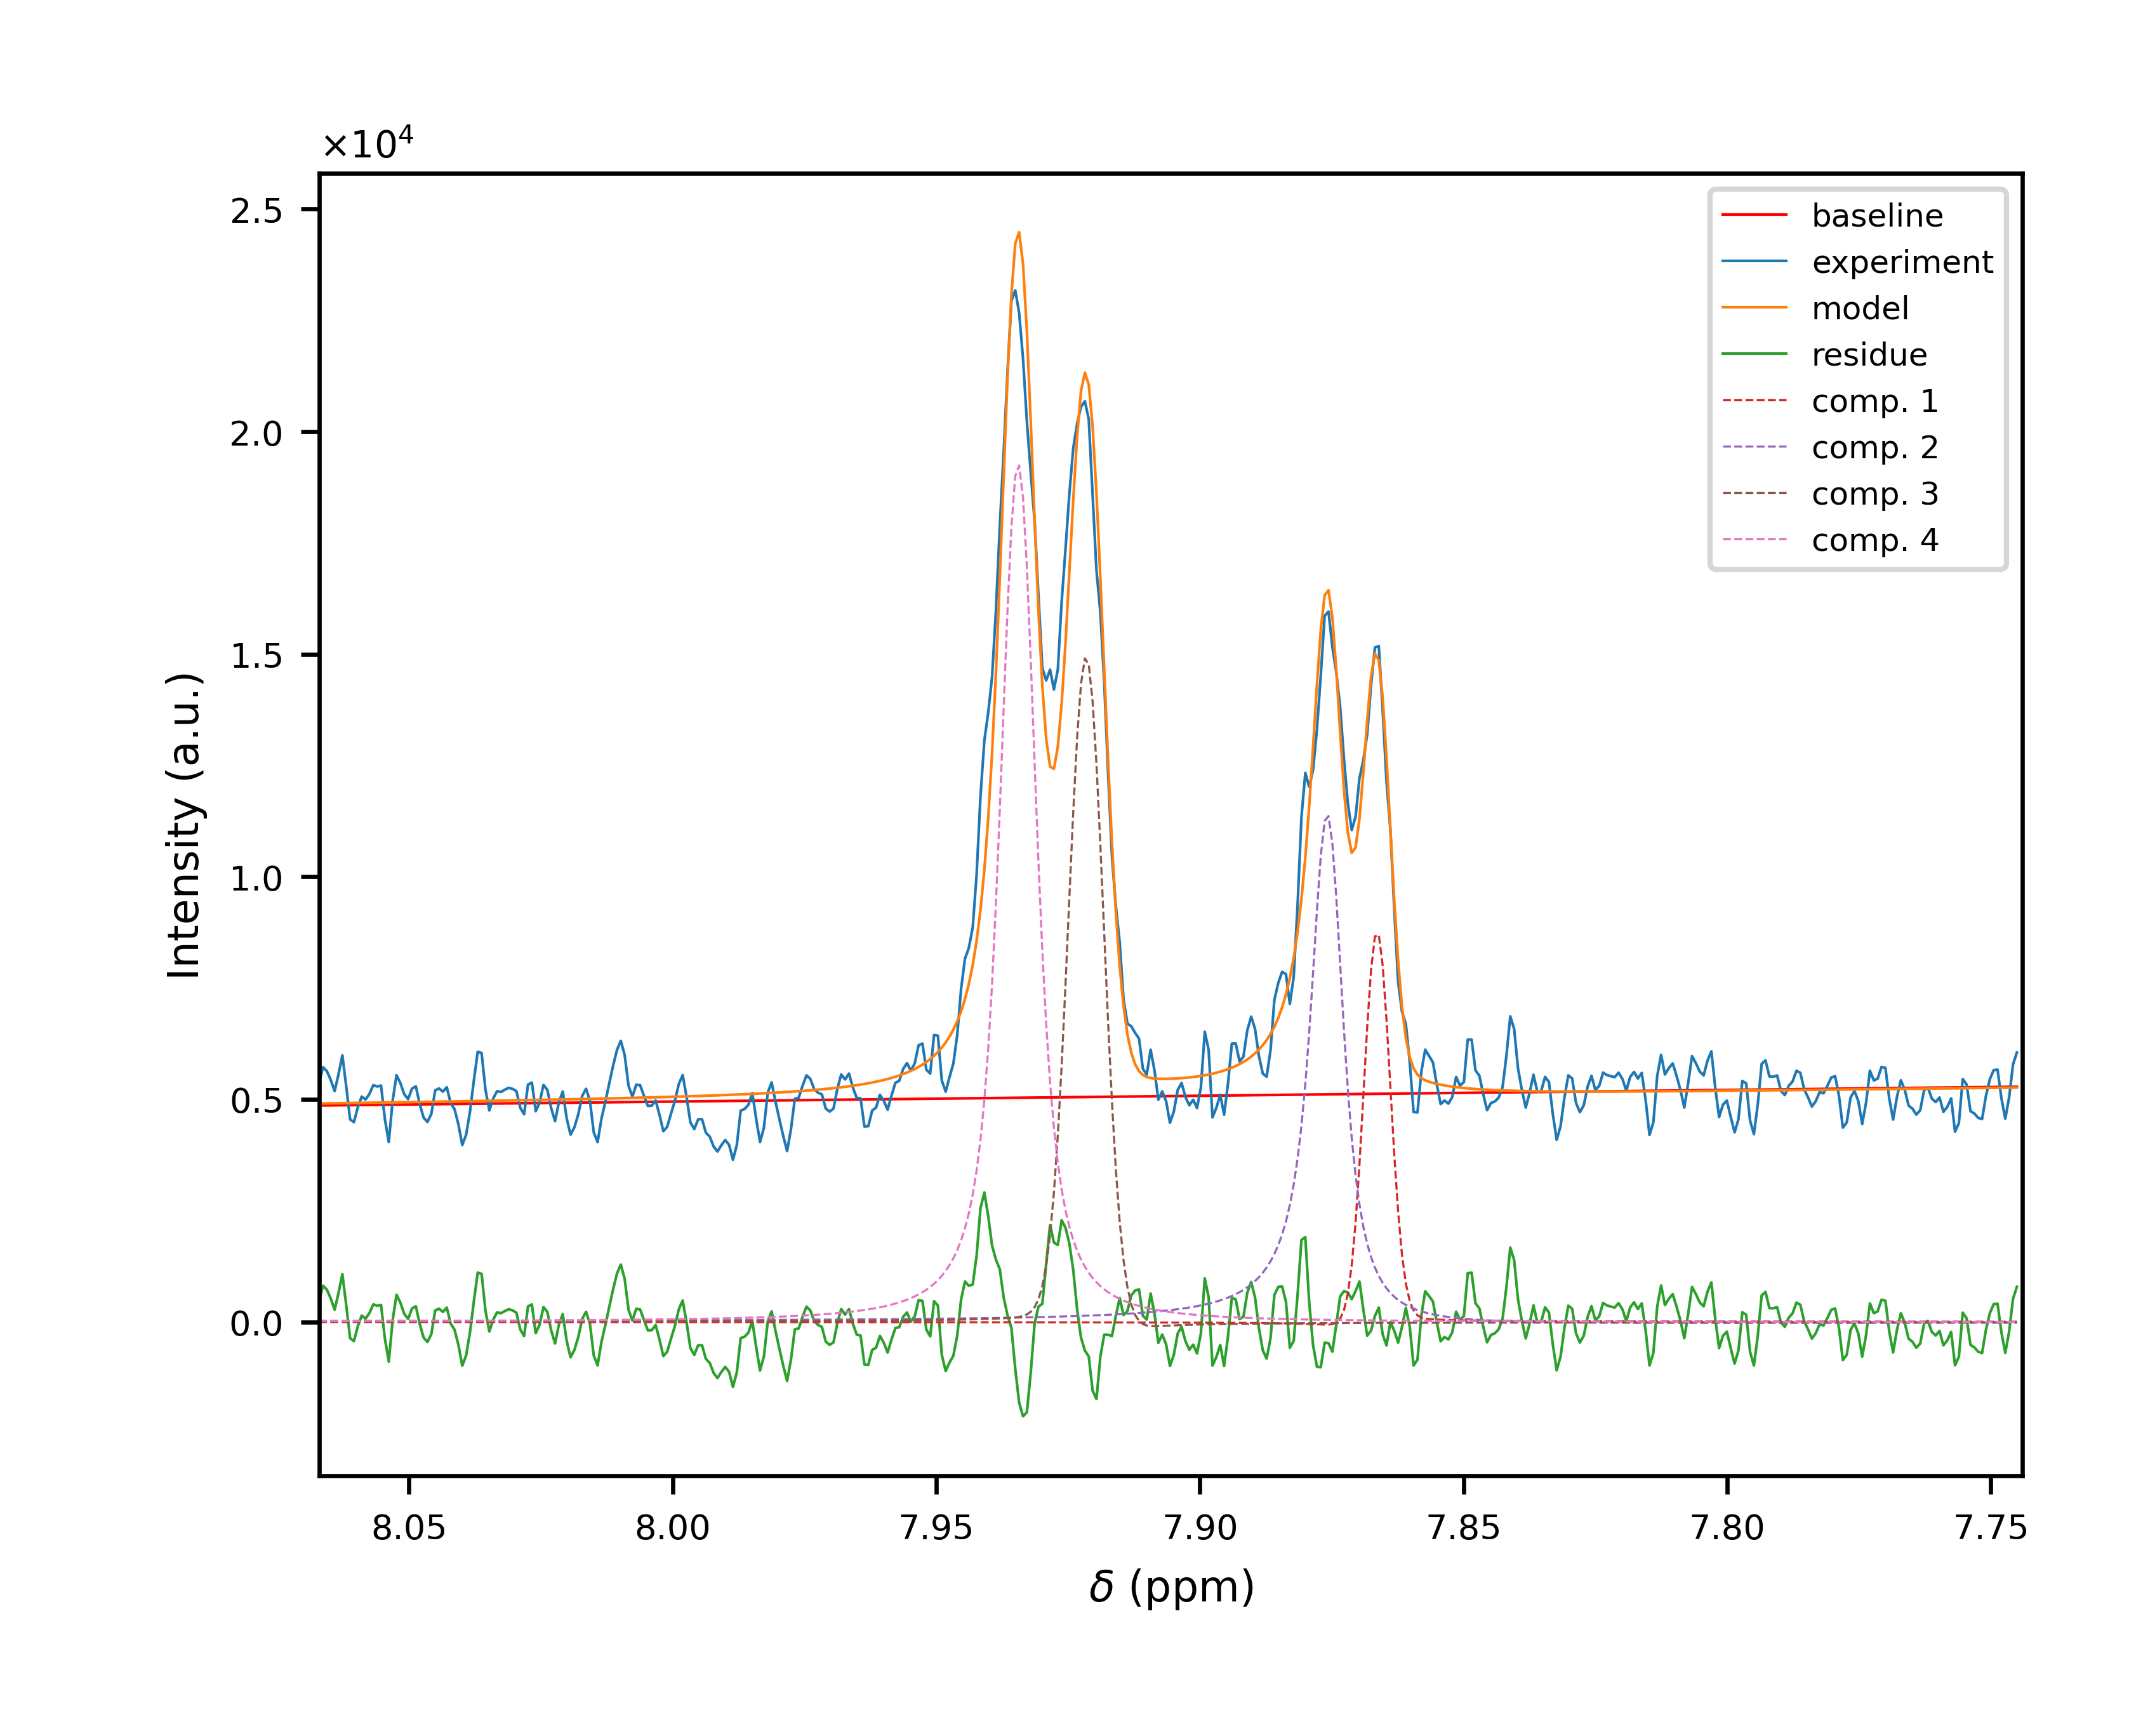 ×10⁴
2.5
2.0
1.5
1.0
0.5
0.0
Intensity (a.u.)
8.05 8.00 7.95 7.90 7.85 7.80 7.75
δ (ppm)
baseline
experiment
model
residue
comp. 1
comp. 2
comp. 3
comp. 4